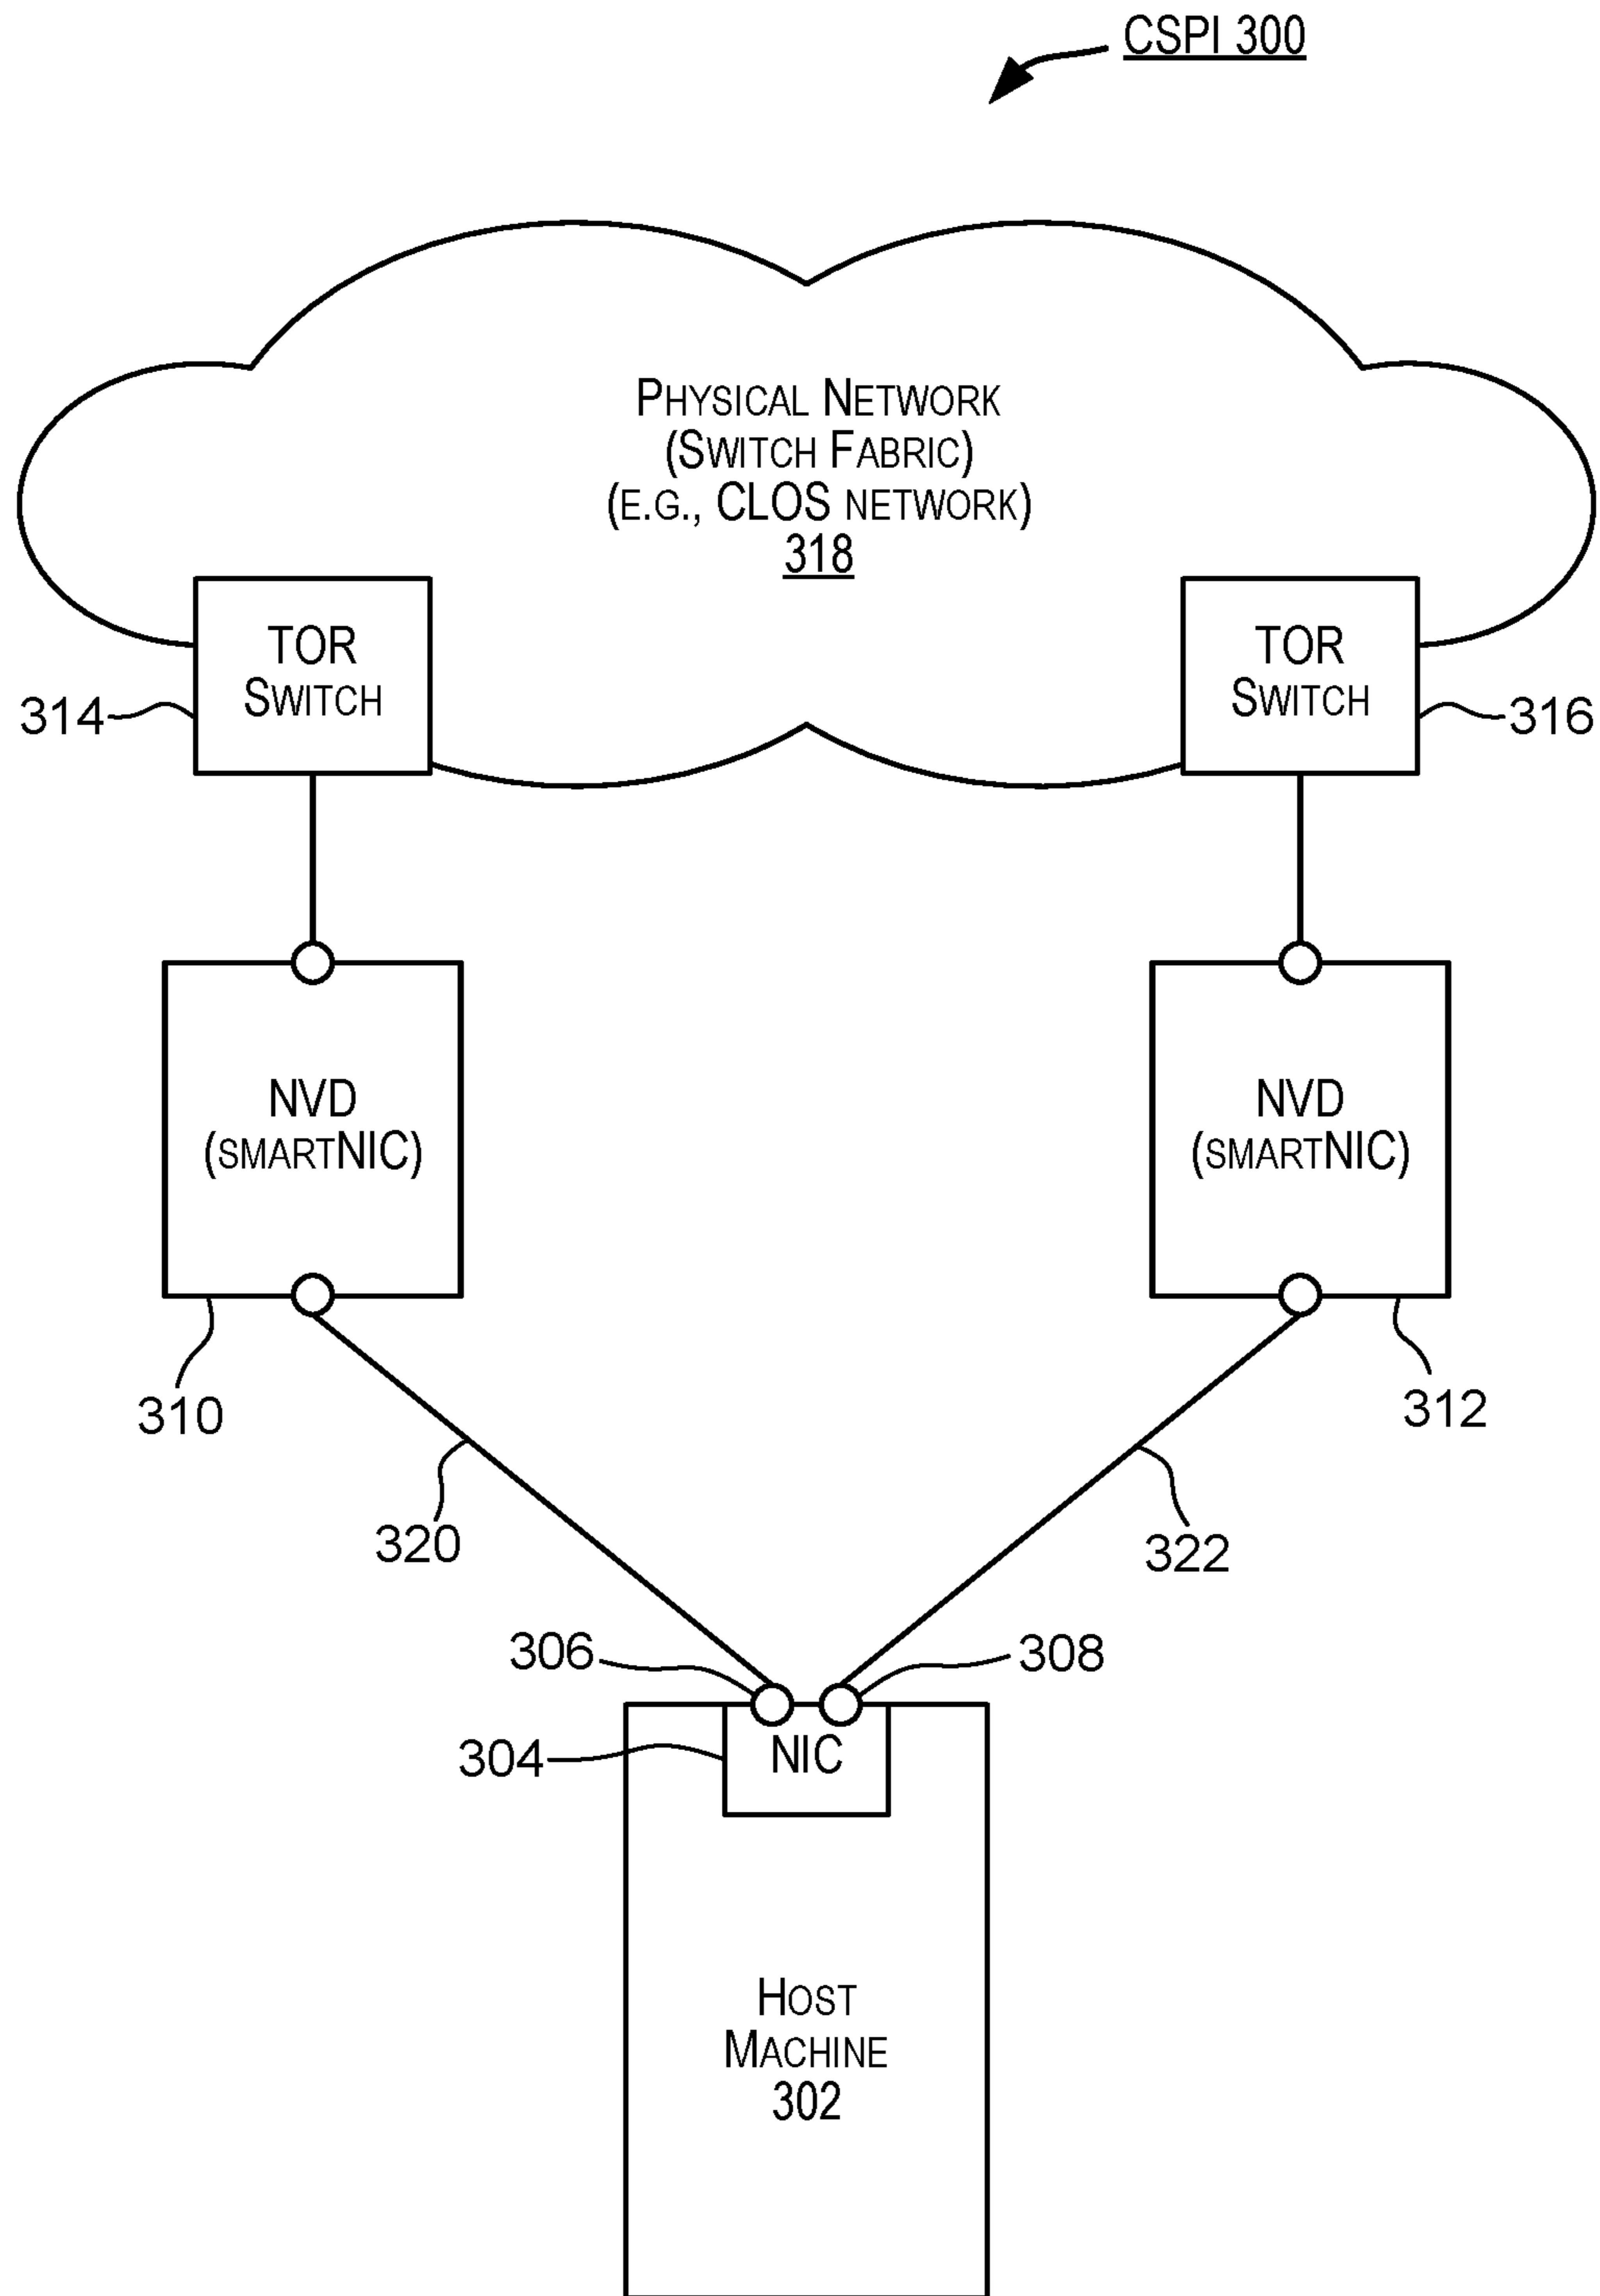 CSPI 300
Physical Network
(Switch Fabric)
(e.g., CLOS network)
318
TOR
Switch
314
TOR
Switch
316
NVD
(smartNIC)
310
NVD
(smartNIC)
312
320
322
306
308
304
NIC
Host
Machine
302